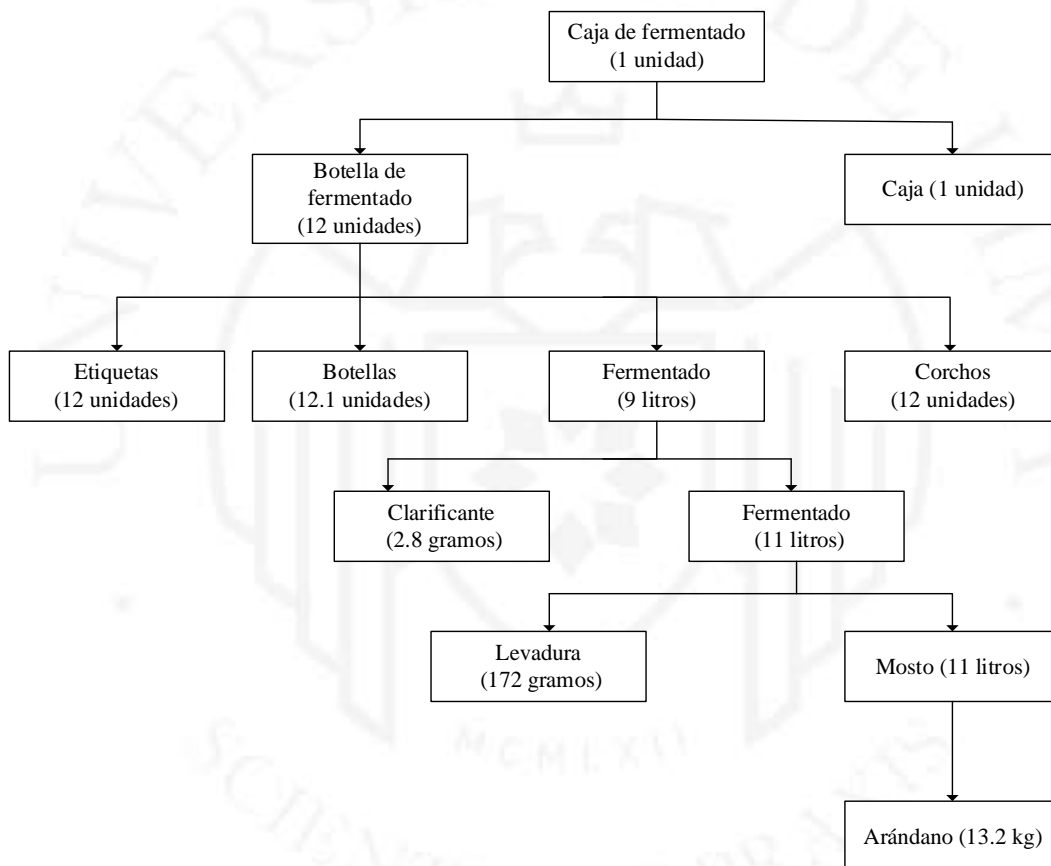 Caja de fermentado
(1 unidad)
Botella de
fermentado
(12 unidades)
Caja (1 unidad)
Etiquetas
(12 unidades)
Botellas
(12.1 unidades)
Fermentado
(9 litros)
Corchos
(12 unidades)
Clarificante
(2.8 gramos)
Fermentado
(11 litros)
Levadura
(172 gramos)
Mosto (11 litros)
Arándano (13.2 kg)
MCMLXII